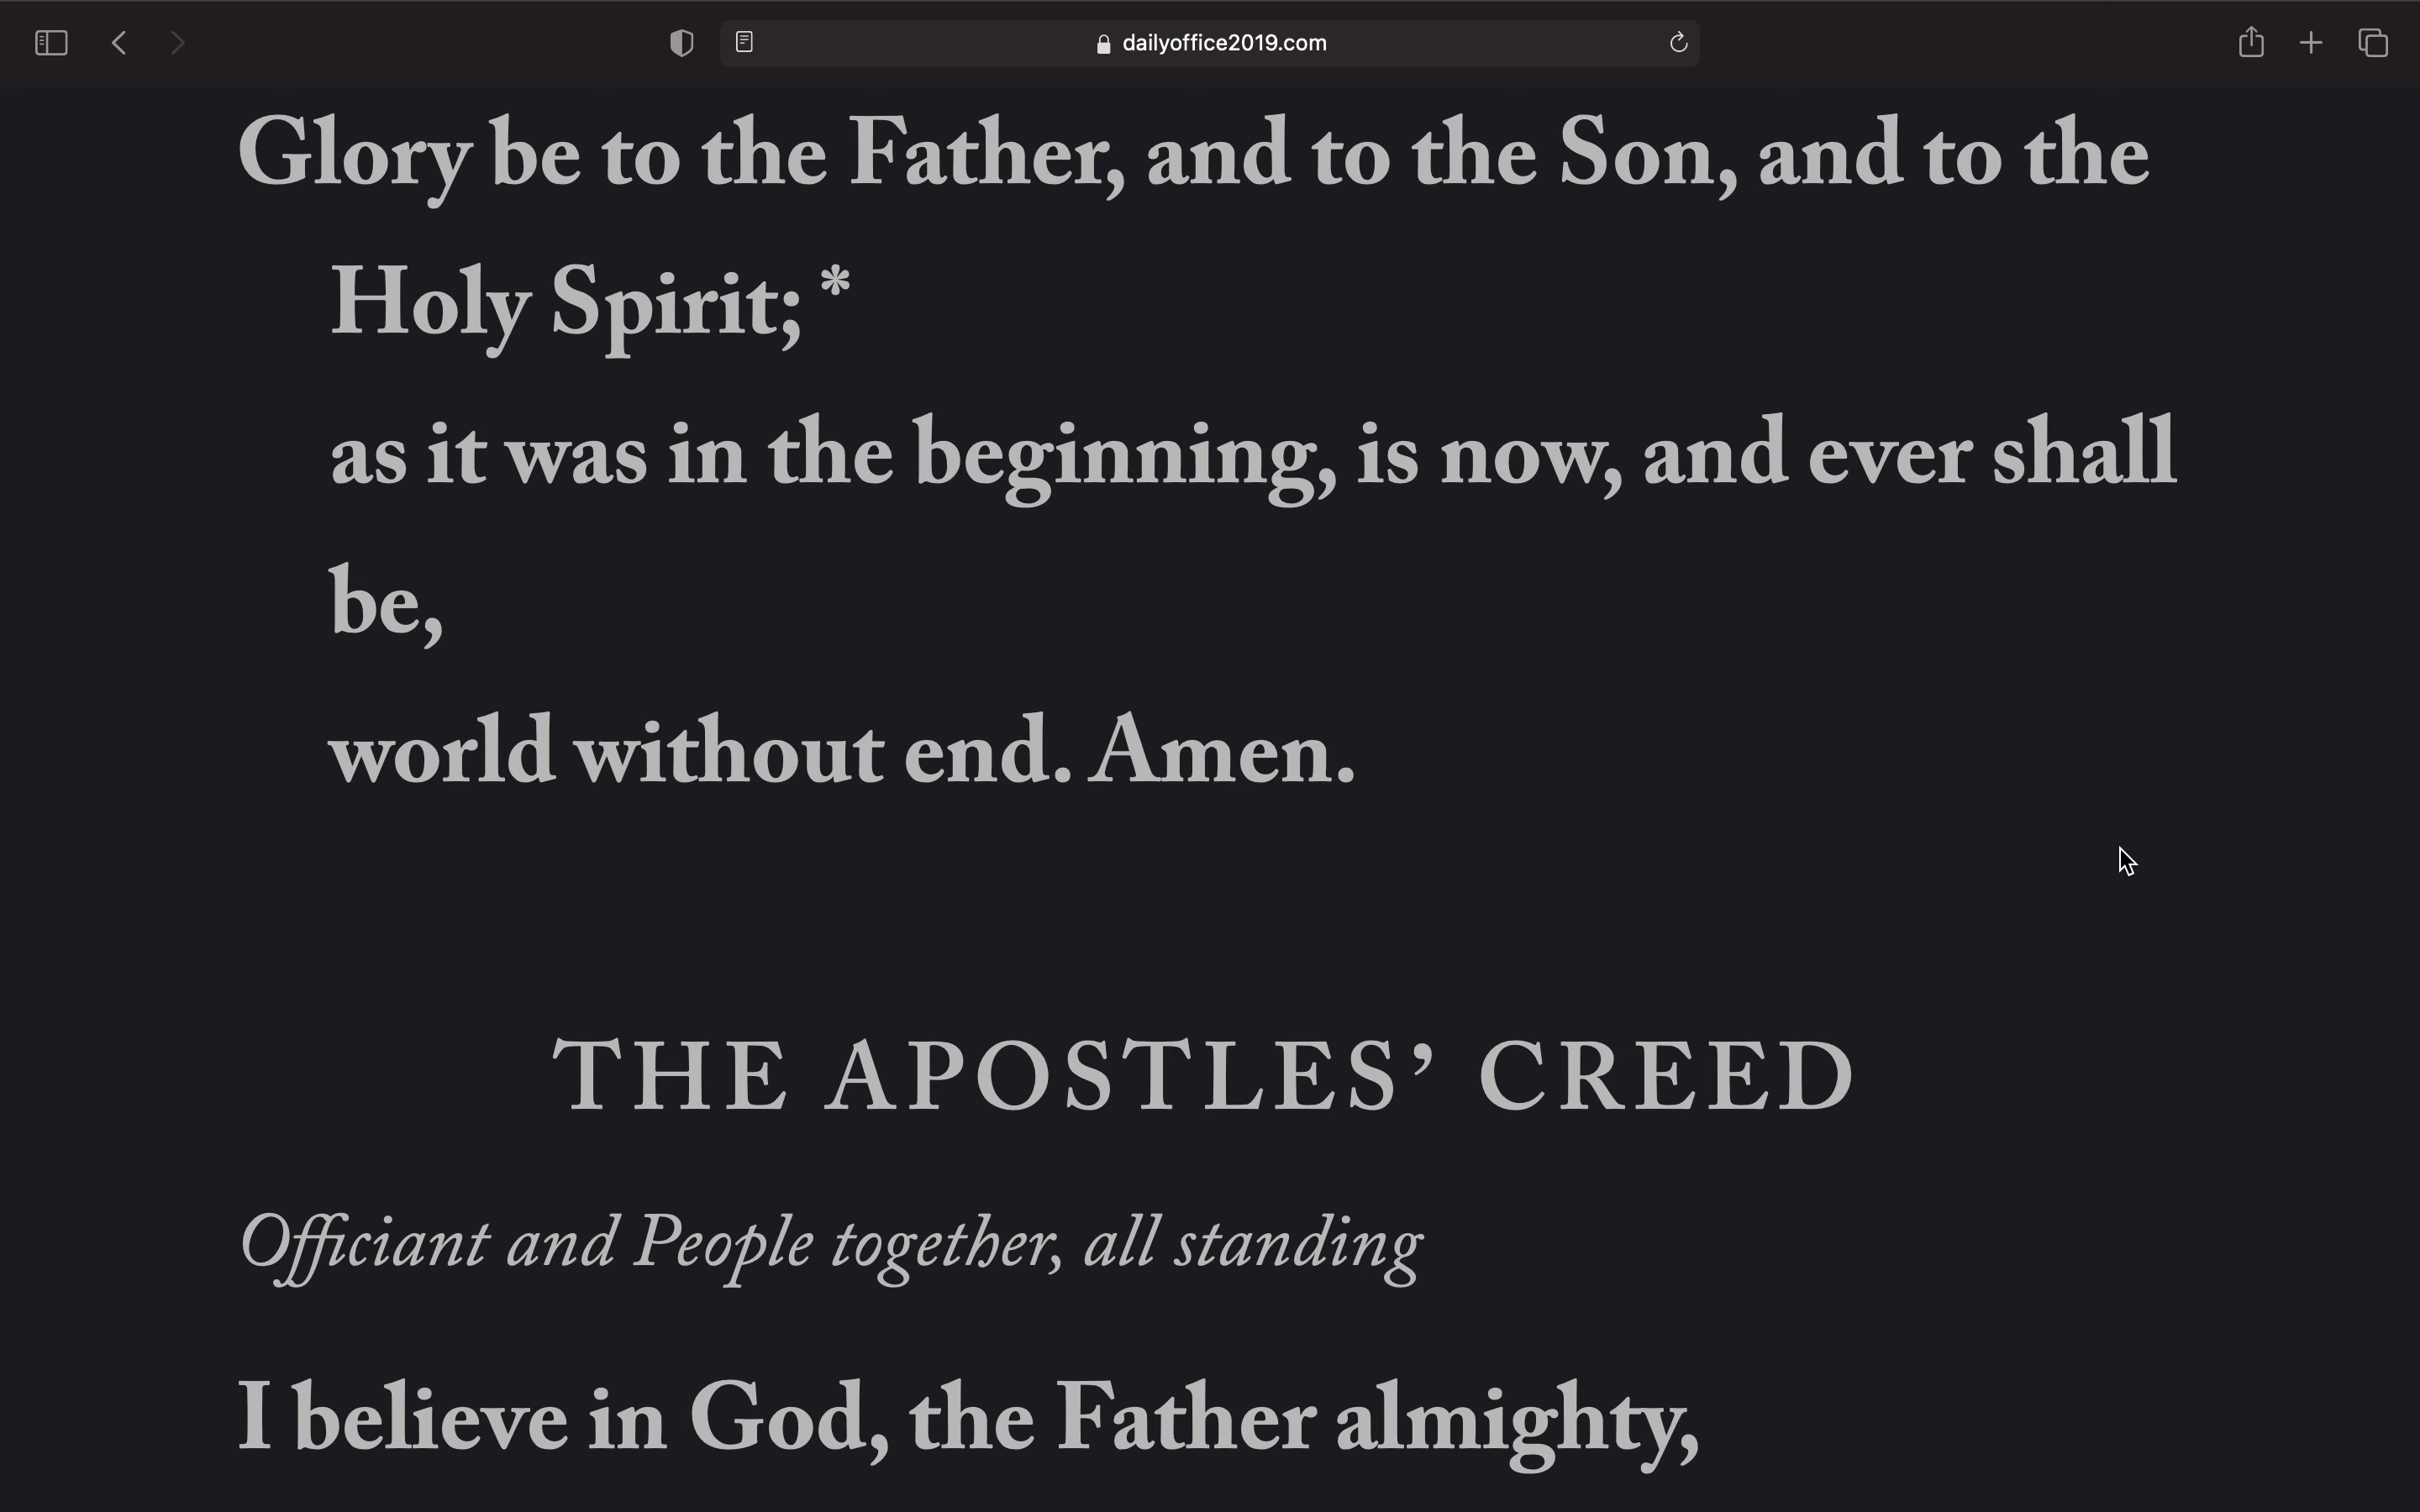 dailyoffice2019.com
Glory be to the Father, and to the Son, and to the
Holy Spirit;*
as it was in the beginning, is now, and ever shall
be,
world without end. Amen.
THE APOSTLES’ CREED
Officiant and People together, all standing
I believe in God, the Father almighty,